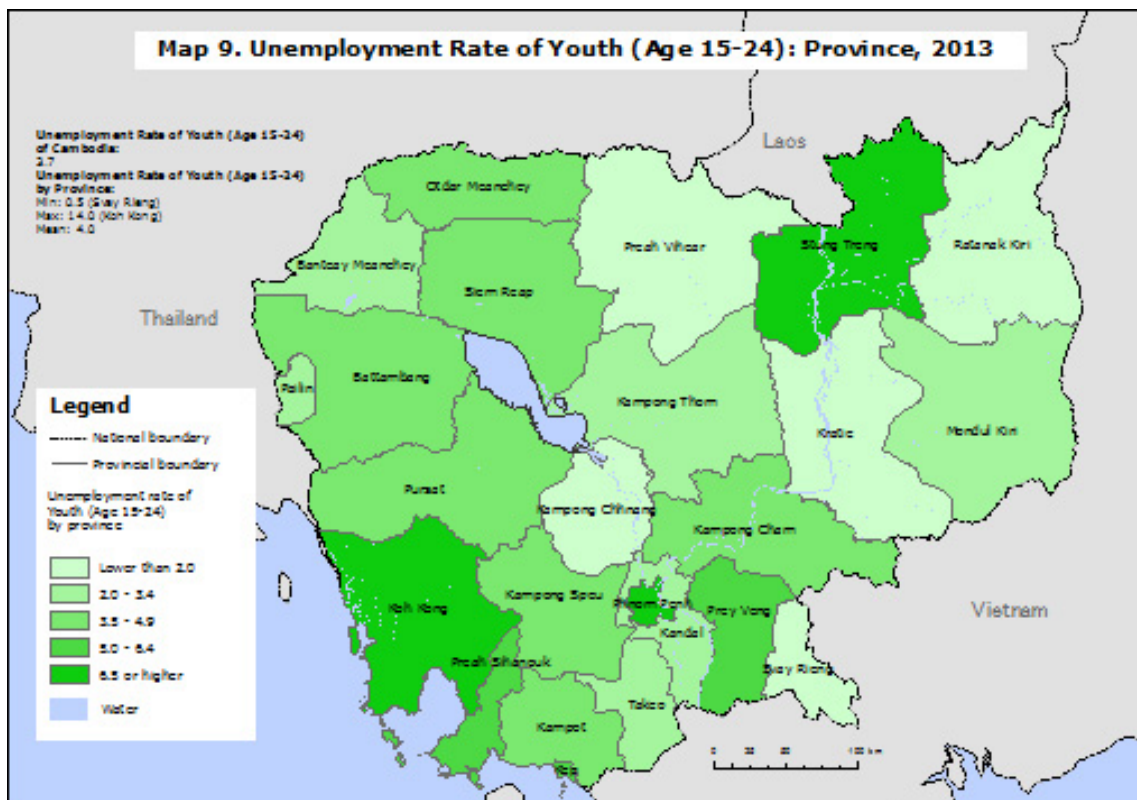 Map 9. Unemployment Rate of Youth (Age 15-24): Province, 2013
Unemployment Rate of Youth (Age 15-24)
of Cambodia:
3.7
Unemployment Rate of Youth (Age 15-24)
by Province:
Min: 0.5 (Svay Rieng)
Max: 14.0 (Koh Kong)
Mean: 4.0
Laos
Otdar Meanchey
Preah Vihear
Stung Treng
Ratanak Kiri
Banteay Meanchey
Siem Reap
Thailand
Battambang
Pailin
Kampong Thom
Kratie
Mondul Kiri
Legend
National boundary
Provincial boundary
Unemployment rate of
Youth (Age 15-24)
by province
Lower than 2.0
2.0 - 3.4
3.5 - 4.9
5.0 - 6.4
6.5 or higher
Water
Pursat
Kampong Chhnang
Kampong Cham
Koh Kong
Kampong Speu
Phnom Penh
Prey Veng
Kandal
Vietnam
Preah Sihanouk
Svay Rieng
Takeo
Kampot
Kep
0
100 km